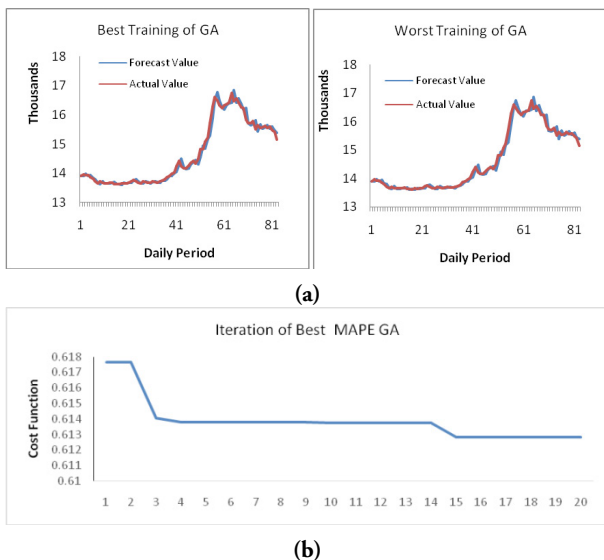 Best Training of GA
Thousands
18
17
16
15
14
13
Forecast Value
Actual Value
1 21 41 61 81
Daily Period
Worst Training of GA
Thousands
18
17
16
15
14
13
Forecast Value
Actual Value
1 21 41 61 81
Daily Period
(a)
Iteration of Best MAPE GA
Cost Function
0.618
0.617
0.616
0.615
0.614
0.613
0.612
0.611
0.61
1 2 3 4 5 6 7 8 9 10 11 12 13 14 15 16 17 18 19 20
(b)